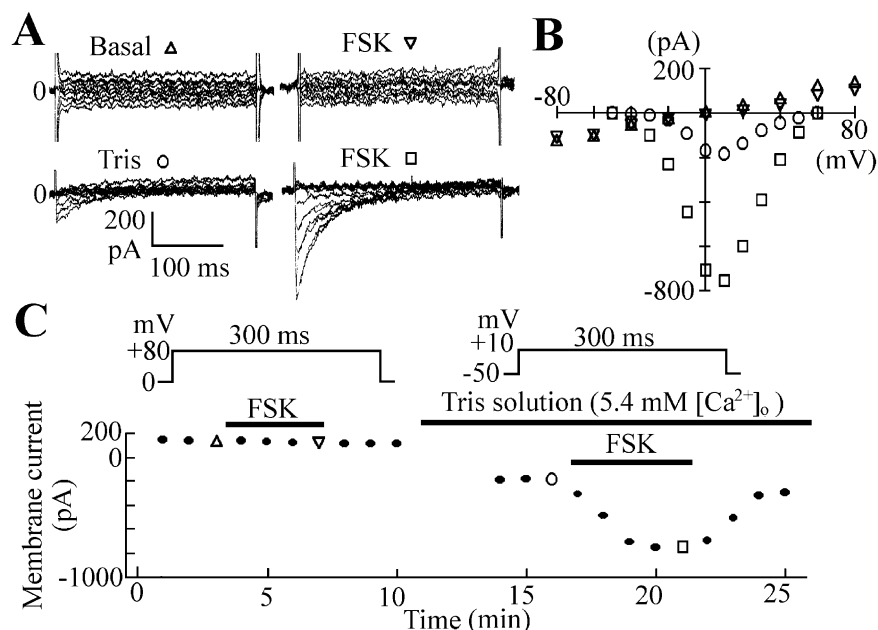 A
Basal △
FSK ▽
0
Tris ○
FSK □
0
200
pA
100 ms
B
(pA)
200
-80
80
(mV)
-800
C
mV
+80
300 ms
0
mV
+10
300 ms
-50
FSK
Tris solution (5.4 mM [Ca²⁺]ₒ )
FSK
Membrane current
(pA)
200
0
-1000
0
5
10
15
20
25
Time (min)